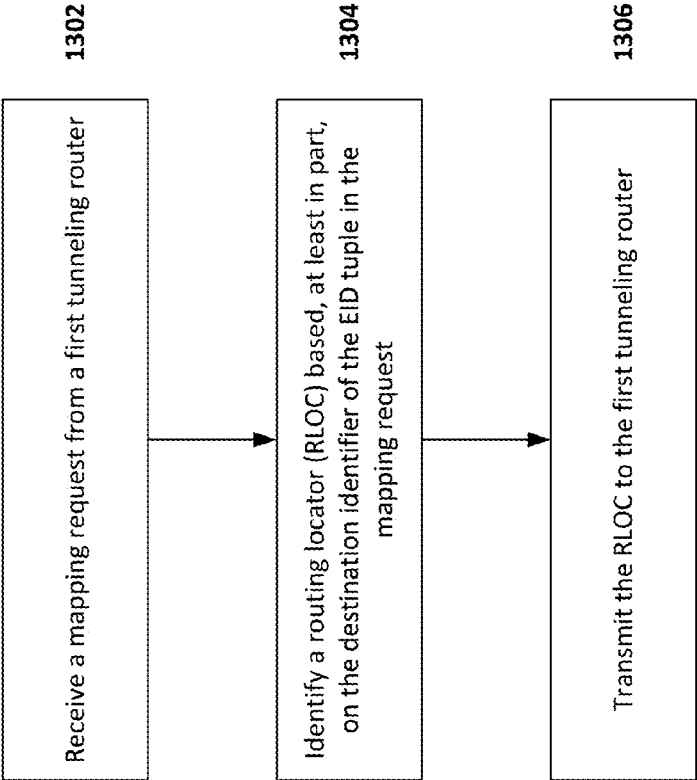 1302
Receive a mapping request from a first tunneling router
1304
Identify a routing locator (RLOC) based, at least in part,
on the destination identifier of the EID tuple in the
mapping request
1306
Transmit the RLOC to the first tunneling router